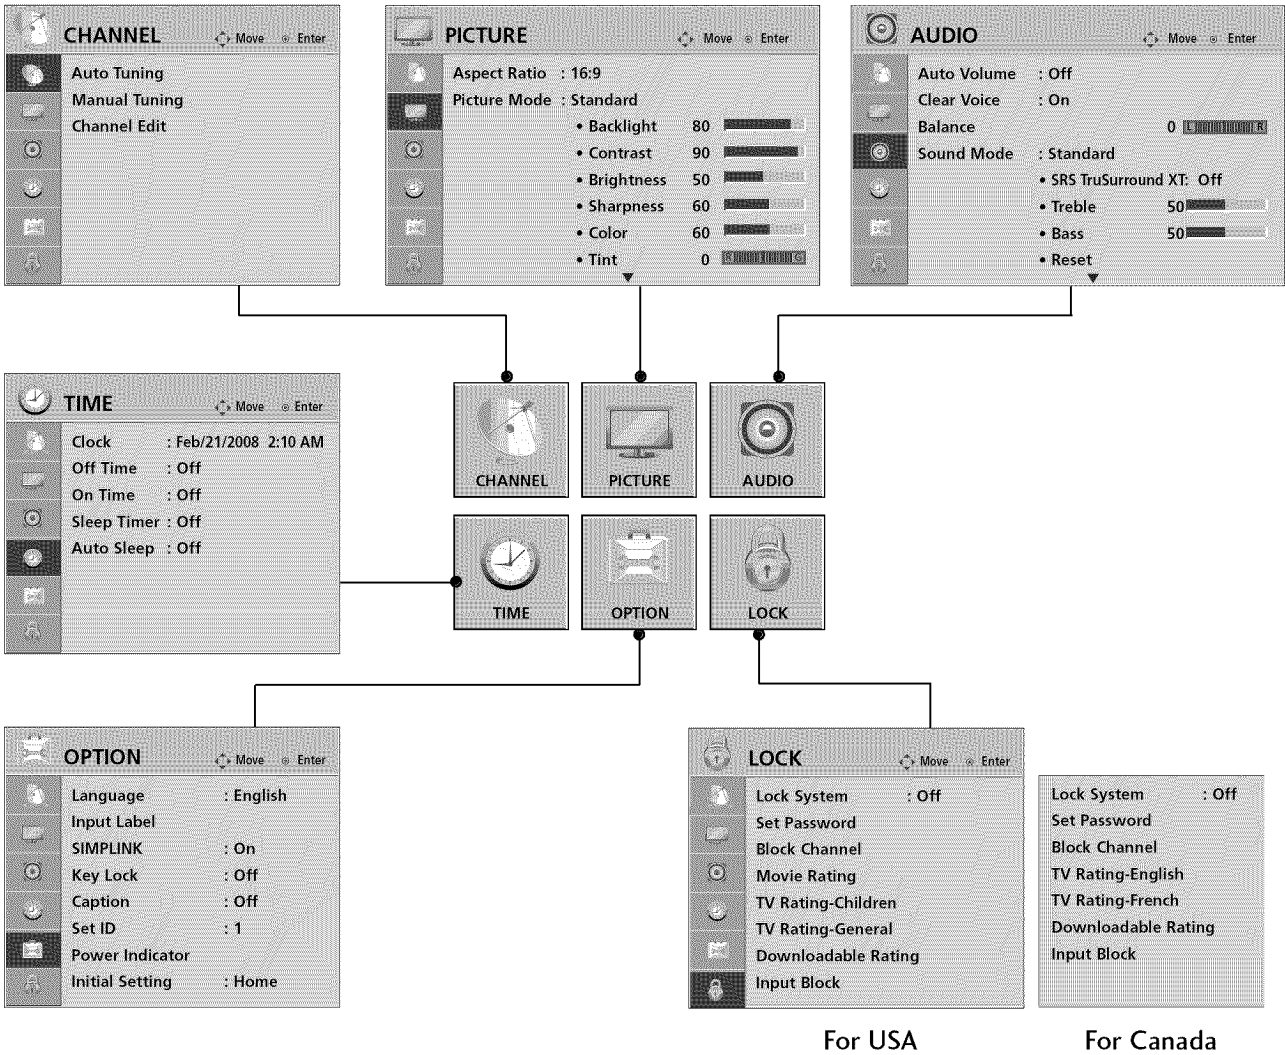 CHANNEL Move Enter
Auto Tuning
Manual Tuning
Channel Edit
PICTURE Move Enter
Aspect Ratio : 16:9
Picture Mode : Standard
• Backlight 80
• Contrast 90
• Brightness 50
• Sharpness 60
• Color 60
• Tint 0 R G
AUDIO Move Enter
Auto Volume : Off
Clear Voice : On
Balance 0 L R
Sound Mode : Standard
• SRS TruSurround XT: Off
• Treble 50
• Bass 50
• Reset
CHANNEL PICTURE AUDIO
TIME OPTION LOCK
TIME Move Enter
Clock : Feb/21/2008 2:10 AM
Off Time : Off
On Time : Off
Sleep Timer : Off
Auto Sleep : Off
OPTION Move Enter
Language : English
Input Label
SIMPLINK : On
Key Lock : Off
Caption : Off
Set ID : 1
Power Indicator
Initial Setting : Home
LOCK Move Enter
Lock System : Off
Set Password
Block Channel
Movie Rating
TV Rating-Children
TV Rating-General
Downloadable Rating
Input Block
For USA
Lock System : Off
Set Password
Block Channel
TV Rating-English
TV Rating-French
Downloadable Rating
Input Block
For Canada